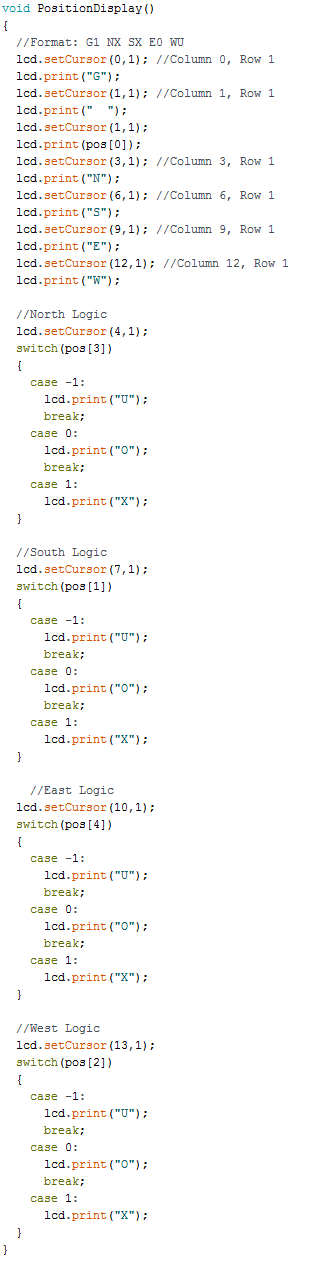 void PositionDisplay()
{
  //Format: G1 NX SX E0 WU
  lcd.setCursor(0,1); //Column 0, Row 1
  lcd.print("G");
  lcd.setCursor(1,1); //Column 1, Row 1
  lcd.print("  ");
  lcd.setCursor(1,1);
  lcd.print(pos[0]);
  lcd.setCursor(3,1); //Column 3, Row 1
  lcd.print("N");
  lcd.setCursor(6,1); //Column 6, Row 1
  lcd.print("S");
  lcd.setCursor(9,1); //Column 9, Row 1
  lcd.print("E");
  lcd.setCursor(12,1); //Column 12, Row 1
  lcd.print("W");

  //North Logic
  lcd.setCursor(4,1);
  switch(pos[3])
  {
    case -1:
      lcd.print("U");
      break;
    case 0:
      lcd.print("O");
      break;
    case 1:
      lcd.print("X");
  }

  //South Logic
  lcd.setCursor(7,1);
  switch(pos[1])
  {
    case -1:
      lcd.print("U");
      break;
    case 0:
      lcd.print("O");
      break;
    case 1:
      lcd.print("X");
  }

    //East Logic
  lcd.setCursor(10,1);
  switch(pos[4])
  {
    case -1:
      lcd.print("U");
      break;
    case 0:
      lcd.print("O");
      break;
    case 1:
      lcd.print("X");
  }

  //West Logic
  lcd.setCursor(13,1);
  switch(pos[2])
  {
    case -1:
      lcd.print("U");
      break;
    case 0:
      lcd.print("O");
      break;
    case 1:
      lcd.print("X");
  }
}